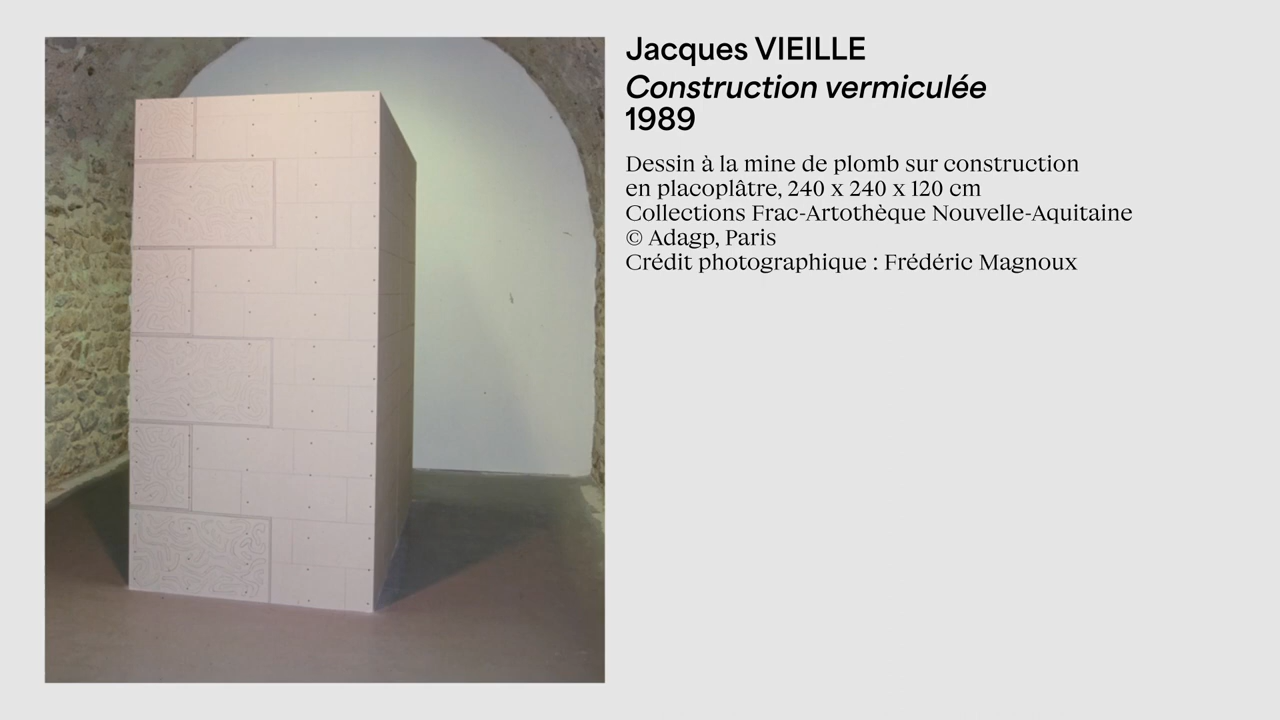 Jacques VIEILLE
Construction vermiculée
1989
Dessin à la mine de plomb sur construction
en placoplâtre, 240 x 240 x 120 cm
Collections Frac-Artothèque Nouvelle-Aquitaine
© Adagp, Paris
Crédit photographique : Frédéric Magnoux